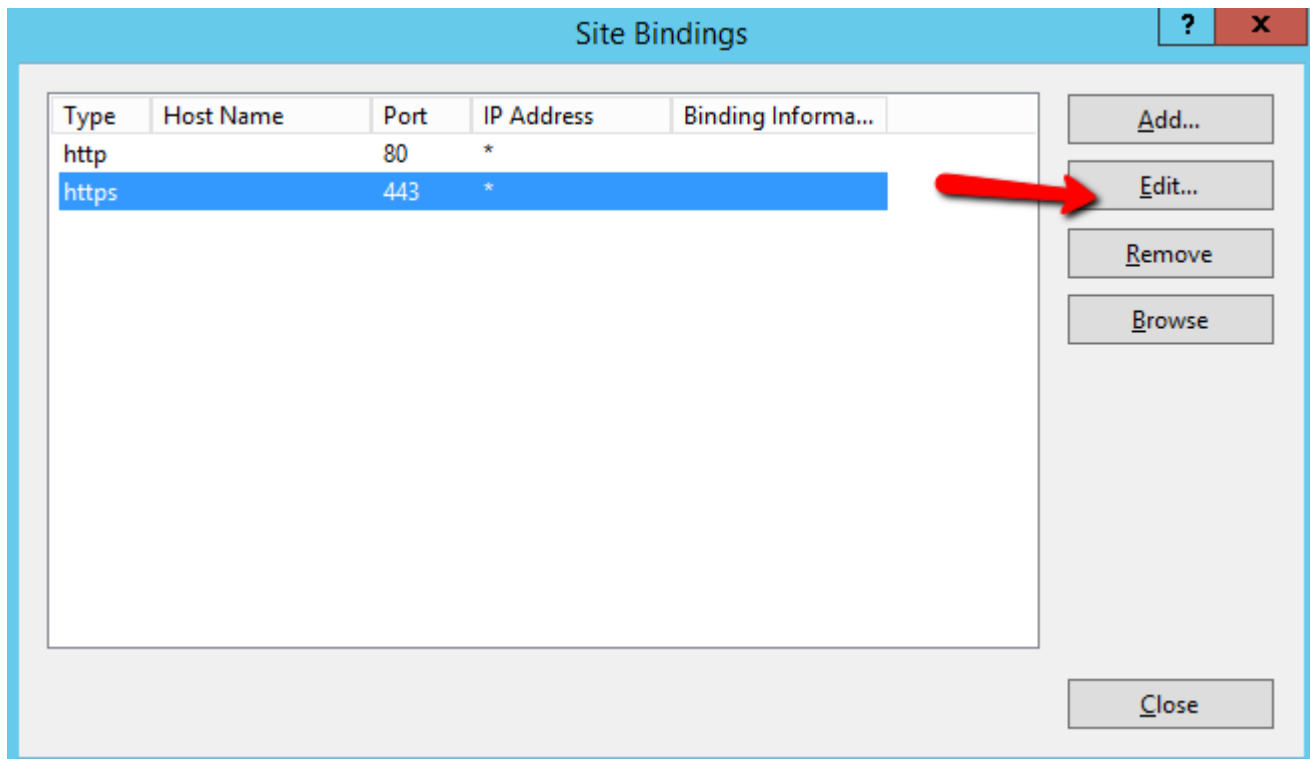 Site Bindings
? x
Type Host Name Port IP Address Binding Informa...
http 80 *
https 443 *
Add...
Edit...
Remove
Browse
Close